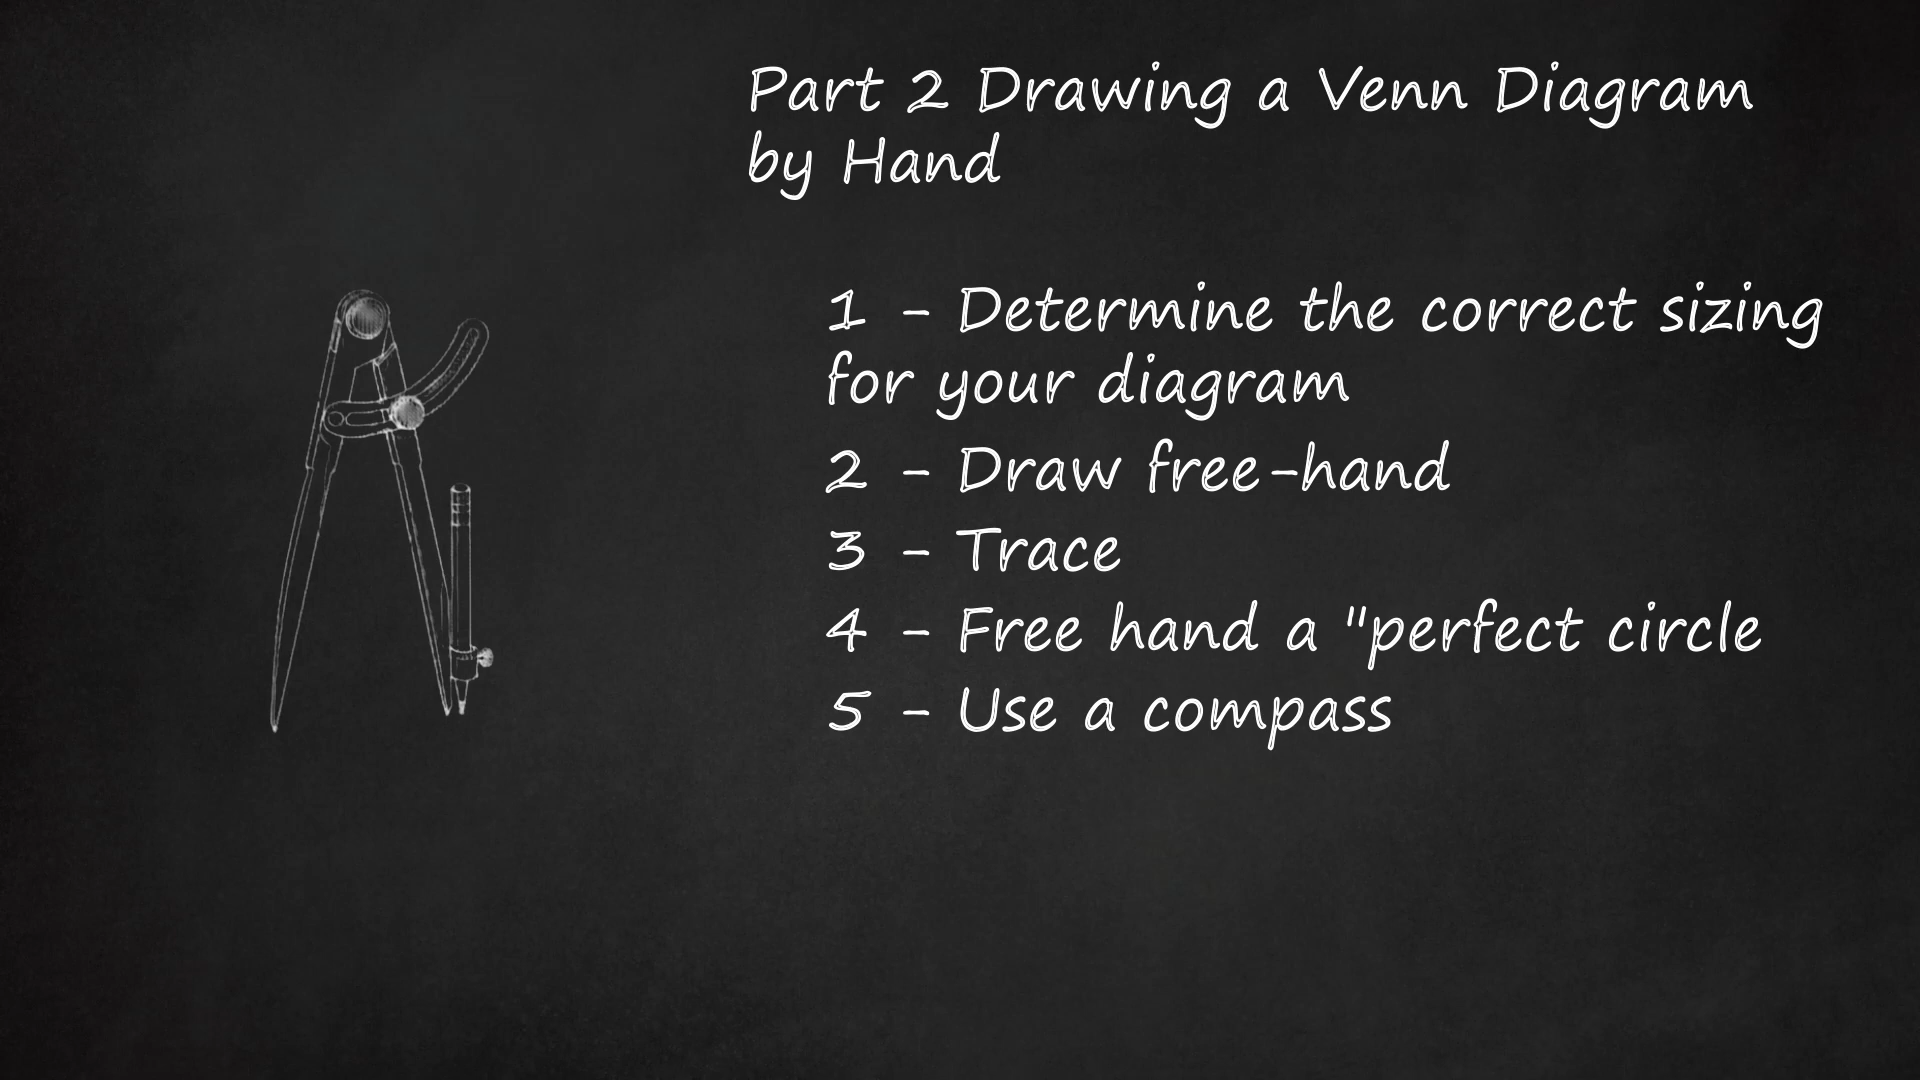 Part 2 Drawing a Venn Diagram
by Hand
1 - Determine the correct sizing
for your diagram
2 - Draw free-hand
3 - Trace
4 - Free hand a "perfect circle
5 - Use a compass